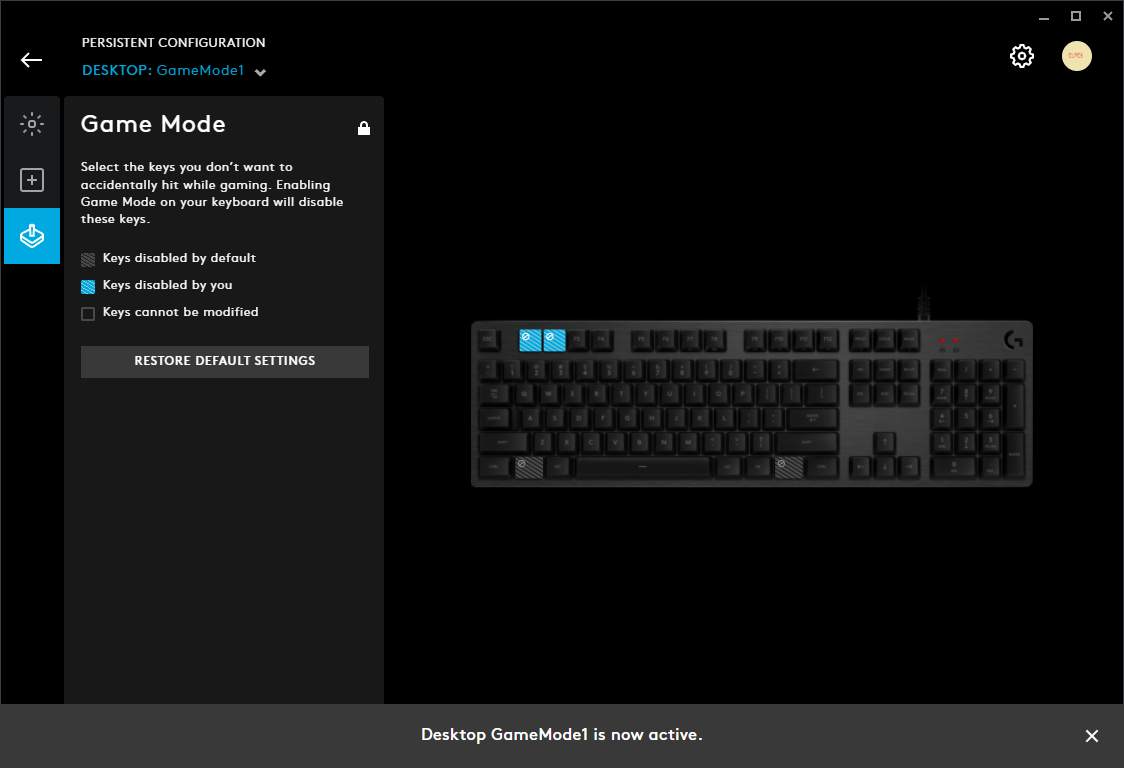 PERSISTENT CONFIGURATION
DESKTOP: GameMode1
Game Mode
Select the keys you don’t want to
accidentally hit while gaming. Enabling
Game Mode on your keyboard will disable
these keys.
Keys disabled by default
Keys disabled by you
Keys cannot be modified
RESTORE DEFAULT SETTINGS
Desktop GameMode1 is now active.